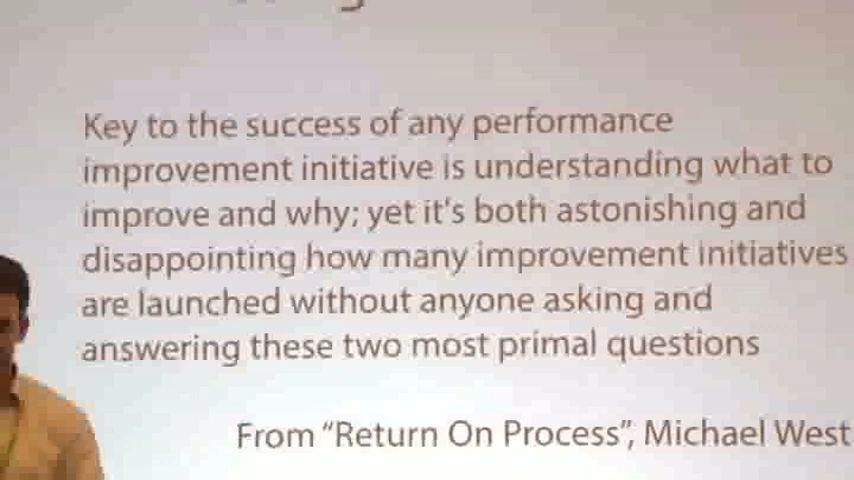 Key to the success of any performance
improvement initiative is understanding what to
improve and why; yet it's both astonishing and
disappointing how many improvement initiatives
are launched without anyone asking and
answering these two most primal questions
From “Return On Process”, Michael West